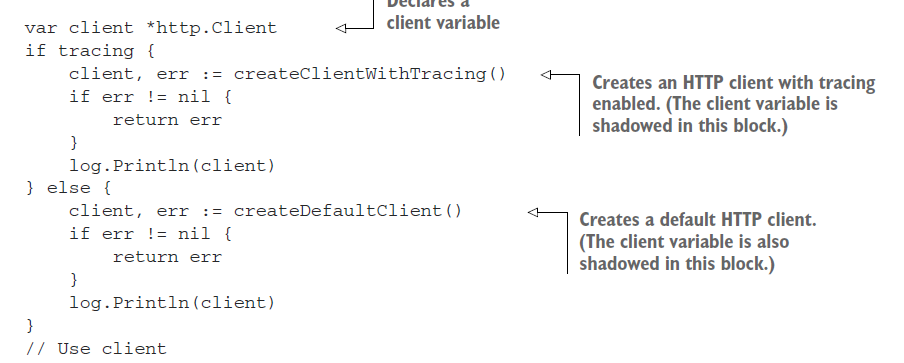 Declares a
var client *http.Client
client variable
if tracing {
    client, err := createClientWithTracing()
Creates an HTTP client with tracing
enabled. (The client variable is
shadowed in this block.)
    if err != nil {
        return err
    }
    log.Println(client)
} else {
    client, err := createDefaultClient()
Creates a default HTTP client.
(The client variable is also
shadowed in this block.)
    if err != nil {
        return err
    }
    log.Println(client)
}
// Use client